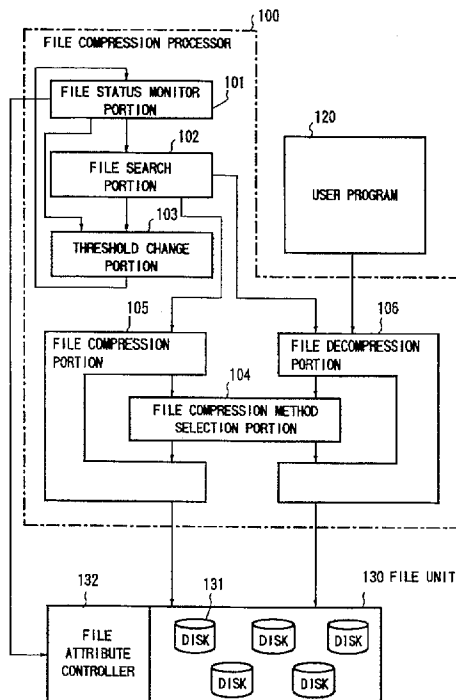 100
FILE COMPRESSION PROCESSOR
FILE STATUS MONITOR
PORTION
101
102
FILE SEARCH
PORTION
103
THRESHOLD CHANGE
PORTION
120
USER PROGRAM
105
FILE COMPRESSION
PORTION
106
FILE DECOMPRESSION
PORTION
104
FILE COMPRESSION METHOD
SELECTION PORTION
132
FILE
ATTRIBUTE
CONTROLLER
131
130 FILE UNIT
DISK
DISK
DISK
DISK
DISK